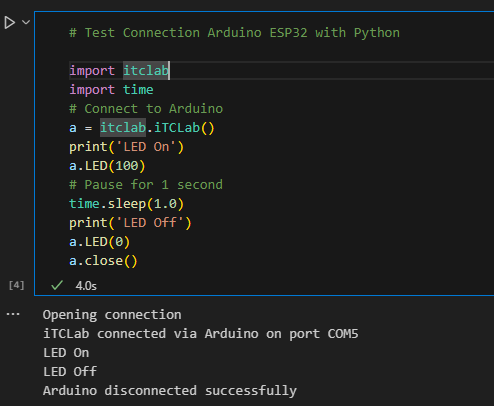 # Test Connection Arduino ESP32 with Python
import itclab
import time
# Connect to Arduino
a = itclab.iTCLab()
print('LED On')
a.LED(100)
# Pause for 1 second
time.sleep(1.0)
print('LED Off')
a.LED(0)
a.close()
[4] 4.0s
Opening connection
iTCLab connected via Arduino on port COM5
LED On
LED Off
Arduino disconnected successfully